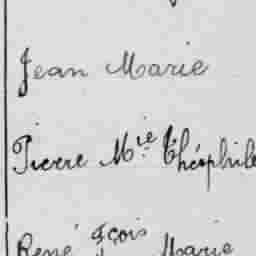 Jean Marie
Pierre Mie Théophile
René Fçois Marie